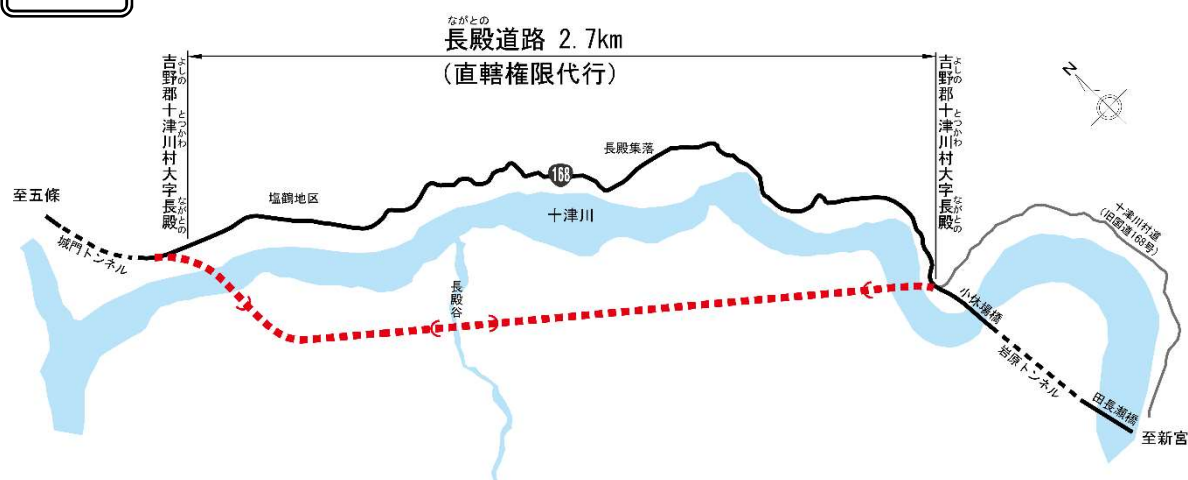 ながとの
長殿道路 2.7km
(直轄権限代行)
吉野郡十津川村大字長殿
よしの とつかわ ながとの
吉野郡十津川村大字長殿
よしの とつかわ ながとの
N
至五條
城門トンネル
塩鶴地区
168
長殿集落
十津川
長殿谷
十津川村道
(旧国道168号)
小休場橋
岩原トンネル
田長瀬橋
至新宮